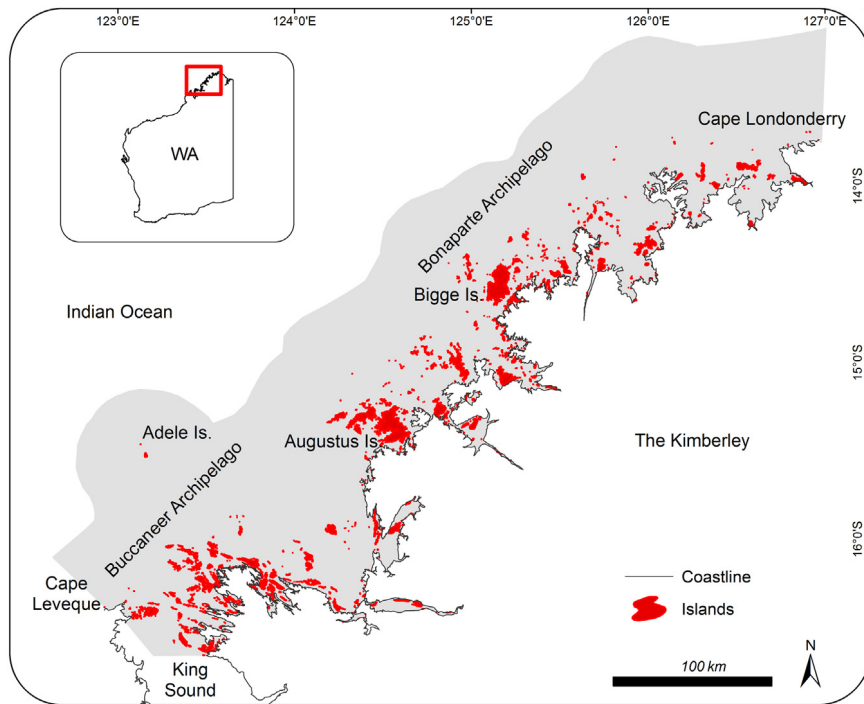 123°0'E
124°0'E
125°0'E
126°0'E
127°0'E
WA
Cape Londonderry
14°0'S
Bonaparte Archipelago
Bigge Is.
Indian Ocean
15°0'S
Adele Is.
Augustus Is.
The Kimberley
Buccaneer Archipelago
16°0'S
Cape
Leveque
Coastline
Islands
King
Sound
100 km
N